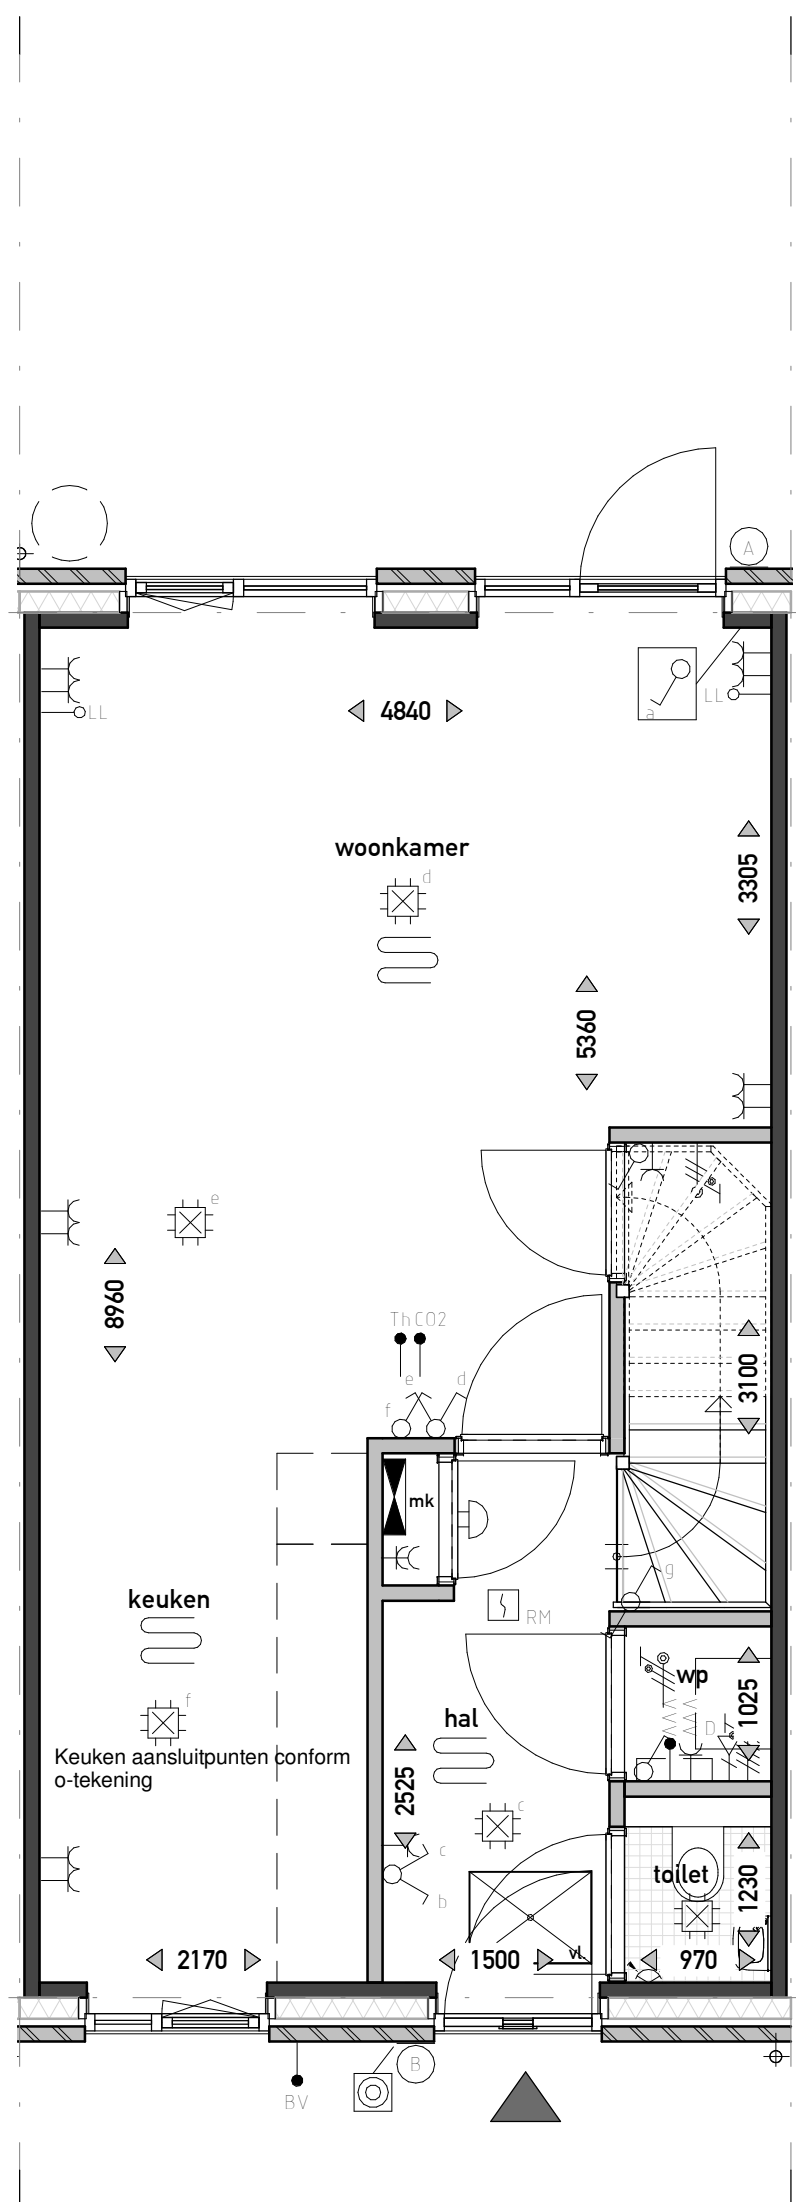 A
LL
a
LL
4840
woonkamer
d
3305
5360
e
8960
Th CO2
e
d
f
3100
mk
g
keuken
RM
wp
f
hal
D
1025
Keuken aansluitpunten conform
o-tekening
2525
c
c
toilet
1230
b
vl.
2170
1500
970
B
BV